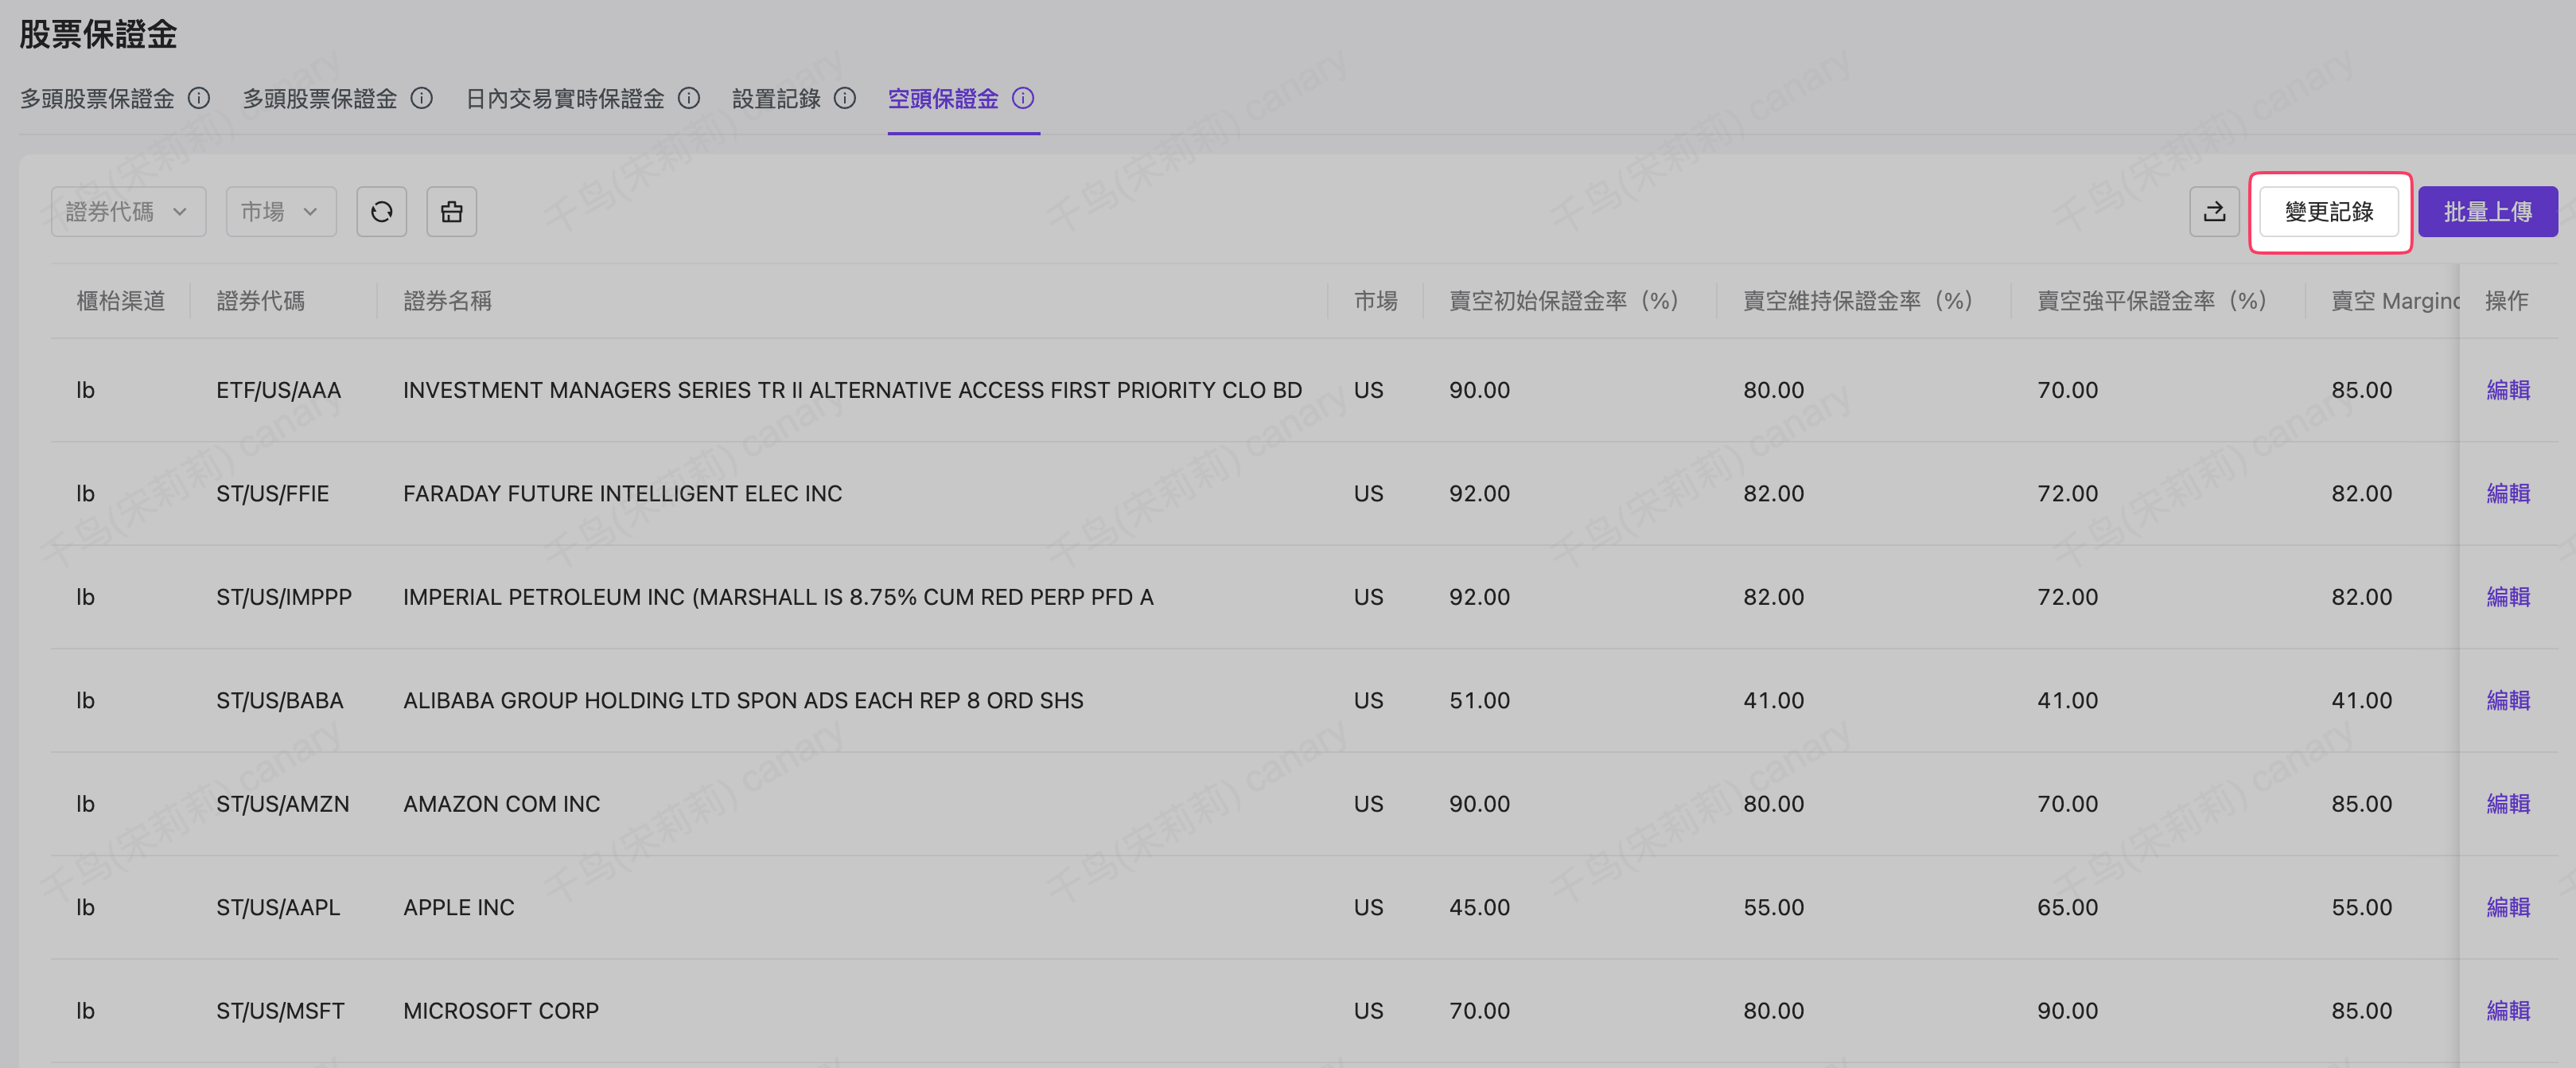 股票保證金
多頭股票保證金 多頭股票保證金 日內交易實時保證金 設置記錄 空頭保證金
證券代碼 市場 變更記錄 批量上傳
櫃枱渠道 證券代碼 證券名稱 市場 賣空初始保證金率（%） 賣空維持保證金率（%） 賣空強平保證金率（%） 賣空 Marginc 操作
lb ETF/US/AAA INVESTMENT MANAGERS SERIES TR II ALTERNATIVE ACCESS FIRST PRIORITY CLO BD US 90.00 80.00 70.00 85.00 編輯
lb ST/US/FFIE FARADAY FUTURE INTELLIGENT ELEC INC US 92.00 82.00 72.00 82.00 編輯
lb ST/US/IMPPP IMPERIAL PETROLEUM INC (MARSHALL IS 8.75% CUM RED PERP PFD A US 92.00 82.00 72.00 82.00 編輯
lb ST/US/BABA ALIBABA GROUP HOLDING LTD SPON ADS EACH REP 8 ORD SHS US 51.00 41.00 41.00 41.00 編輯
lb ST/US/AMZN AMAZON COM INC US 90.00 80.00 70.00 85.00 編輯
lb ST/US/AAPL APPLE INC US 45.00 55.00 65.00 55.00 編輯
lb ST/US/MSFT MICROSOFT CORP US 70.00 80.00 90.00 85.00 編輯
千鸟(宋莉莉) canary